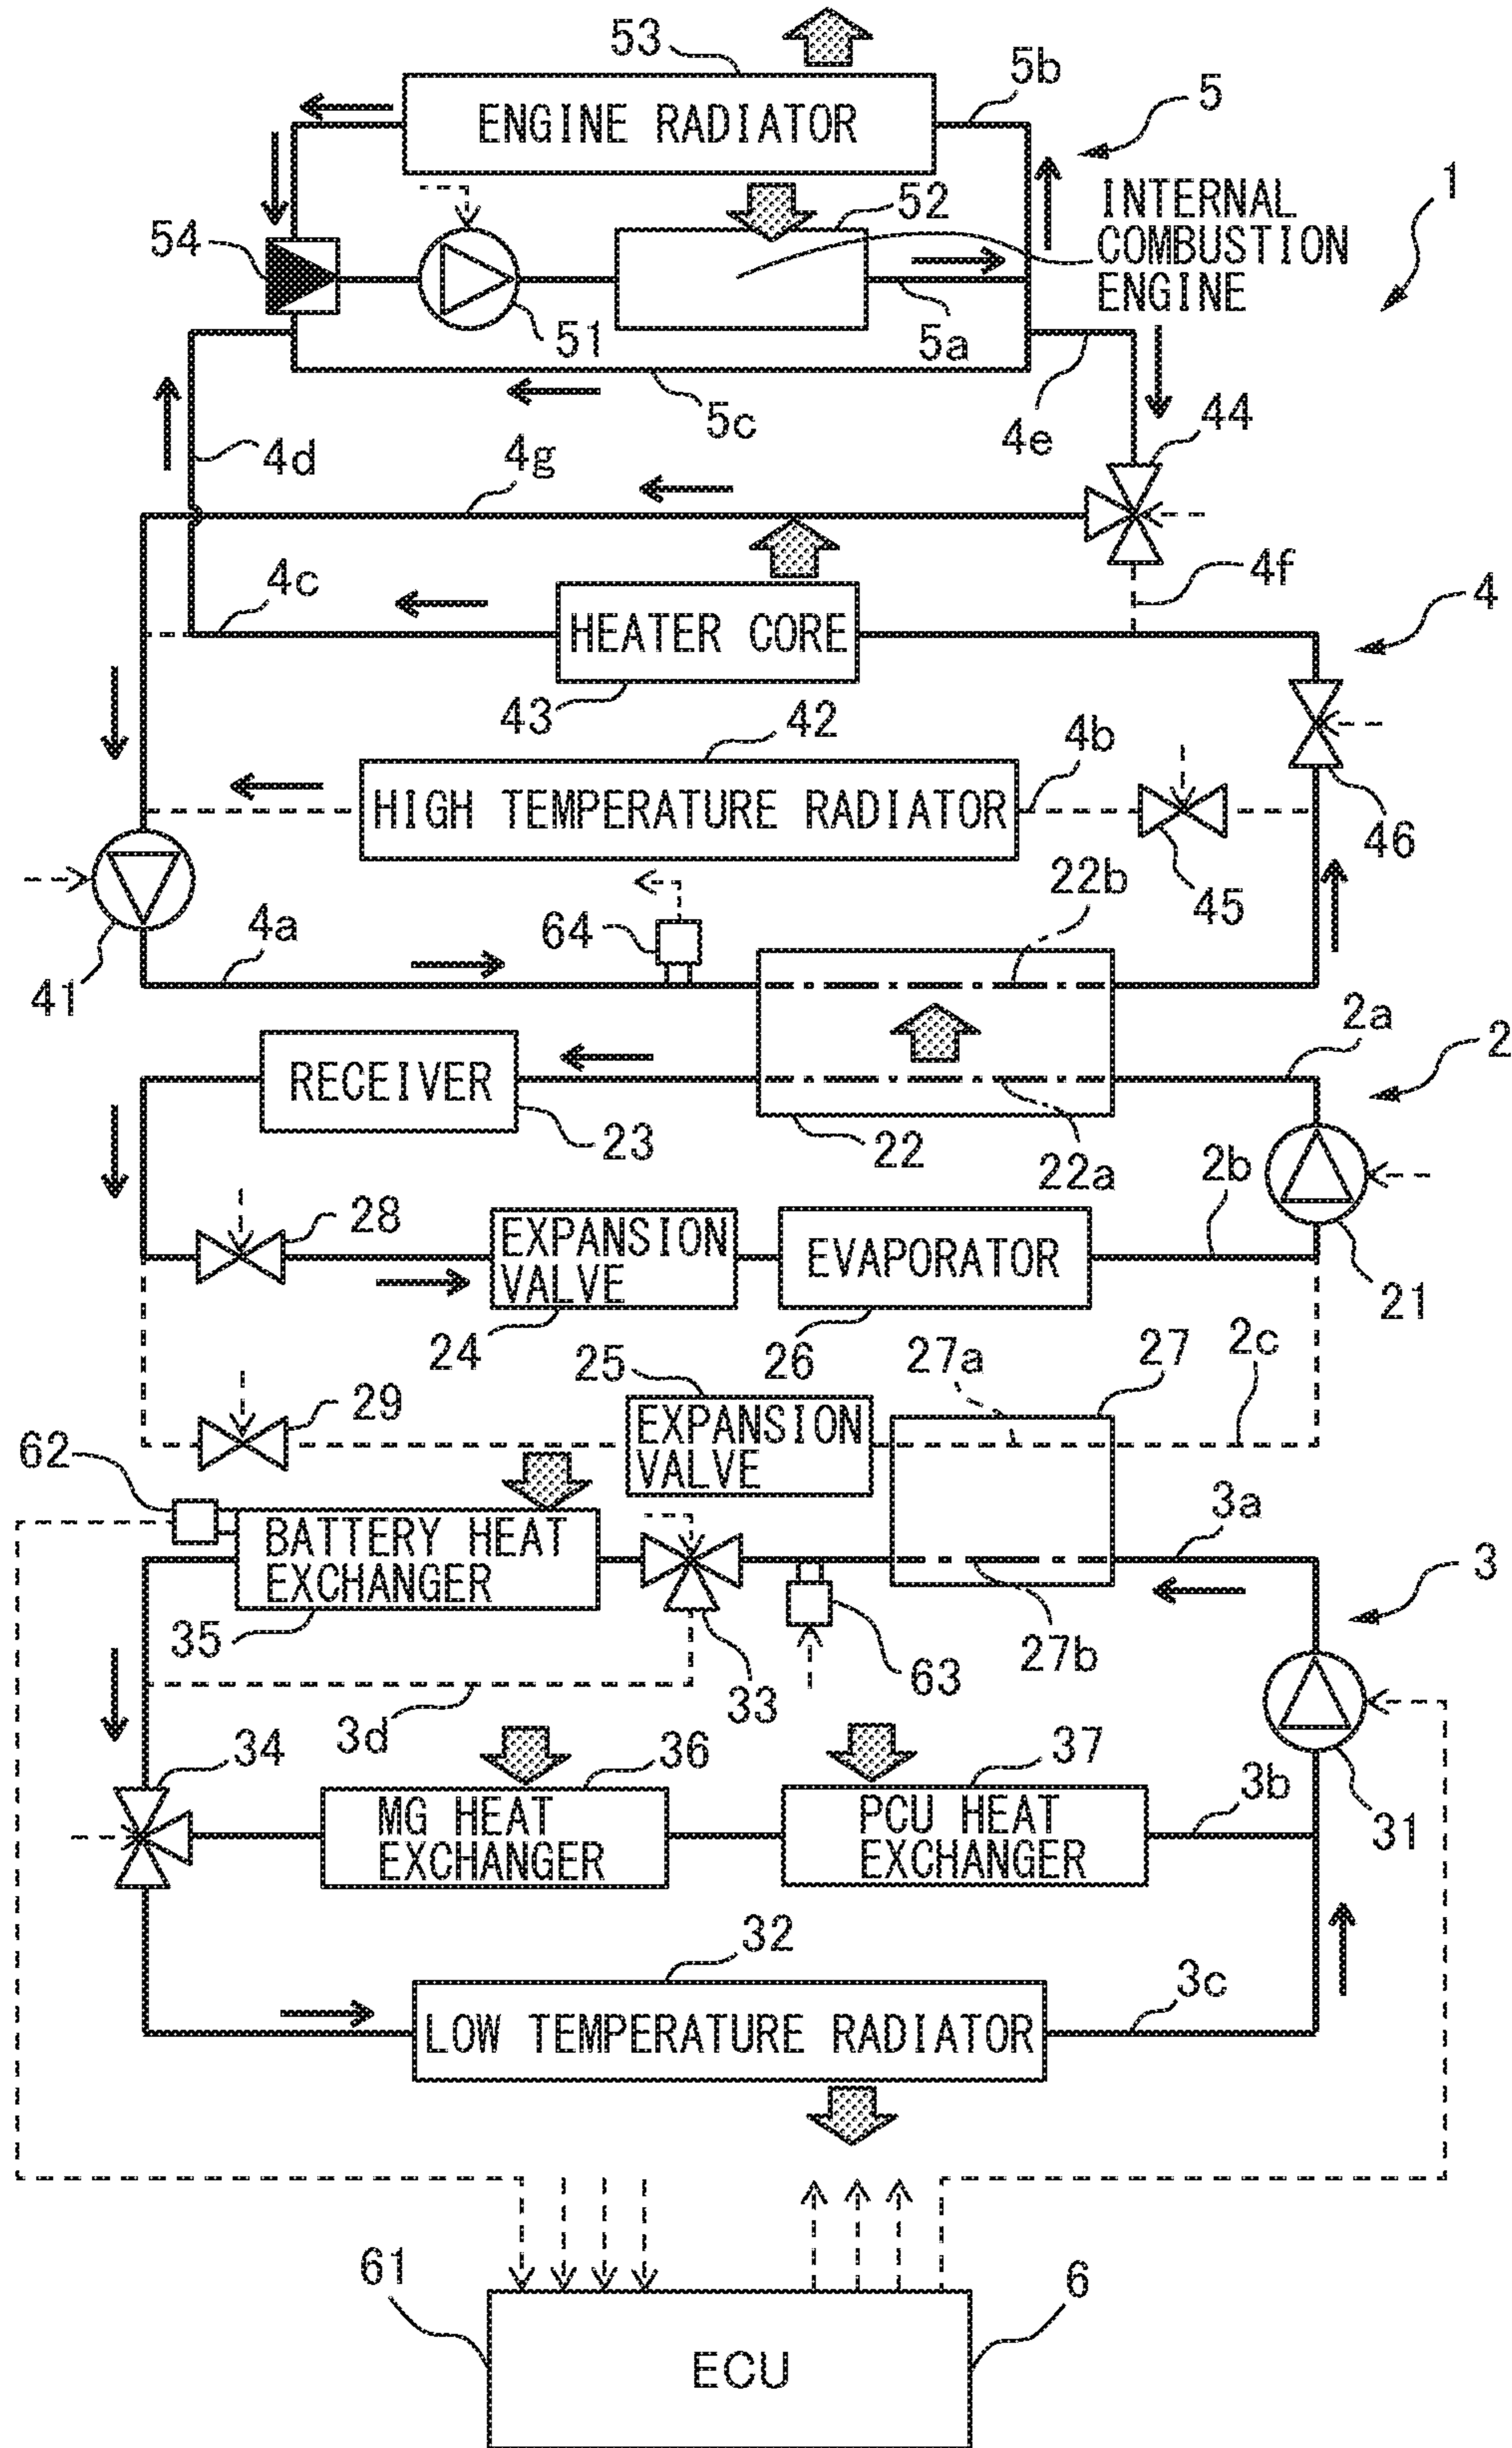 53
5b
5
ENGINE RADIATOR
1
52
INTERNAL
COMBUSTION
ENGINE
54
51
5a
5c
4e
44
4d
4g
4c
4f
4
HEATER CORE
43
42
4b
HIGH TEMPERATURE RADIATOR
46
45
22b
64
4a
41
2a
2
RECEIVER
23
22
22a
2b
28
EXPANSION
VALVE
EVAPORATOR
21
24
26
25
27a
27
2c
29
EXPANSION
VALVE
62
3a
BATTERY HEAT
EXCHANGER
3
35
27b
63
33
3d
34
36
37
3b
MG HEAT
EXCHANGER
PCU HEAT
EXCHANGER
31
32
3c
LOW TEMPERATURE RADIATOR
61
6
ECU